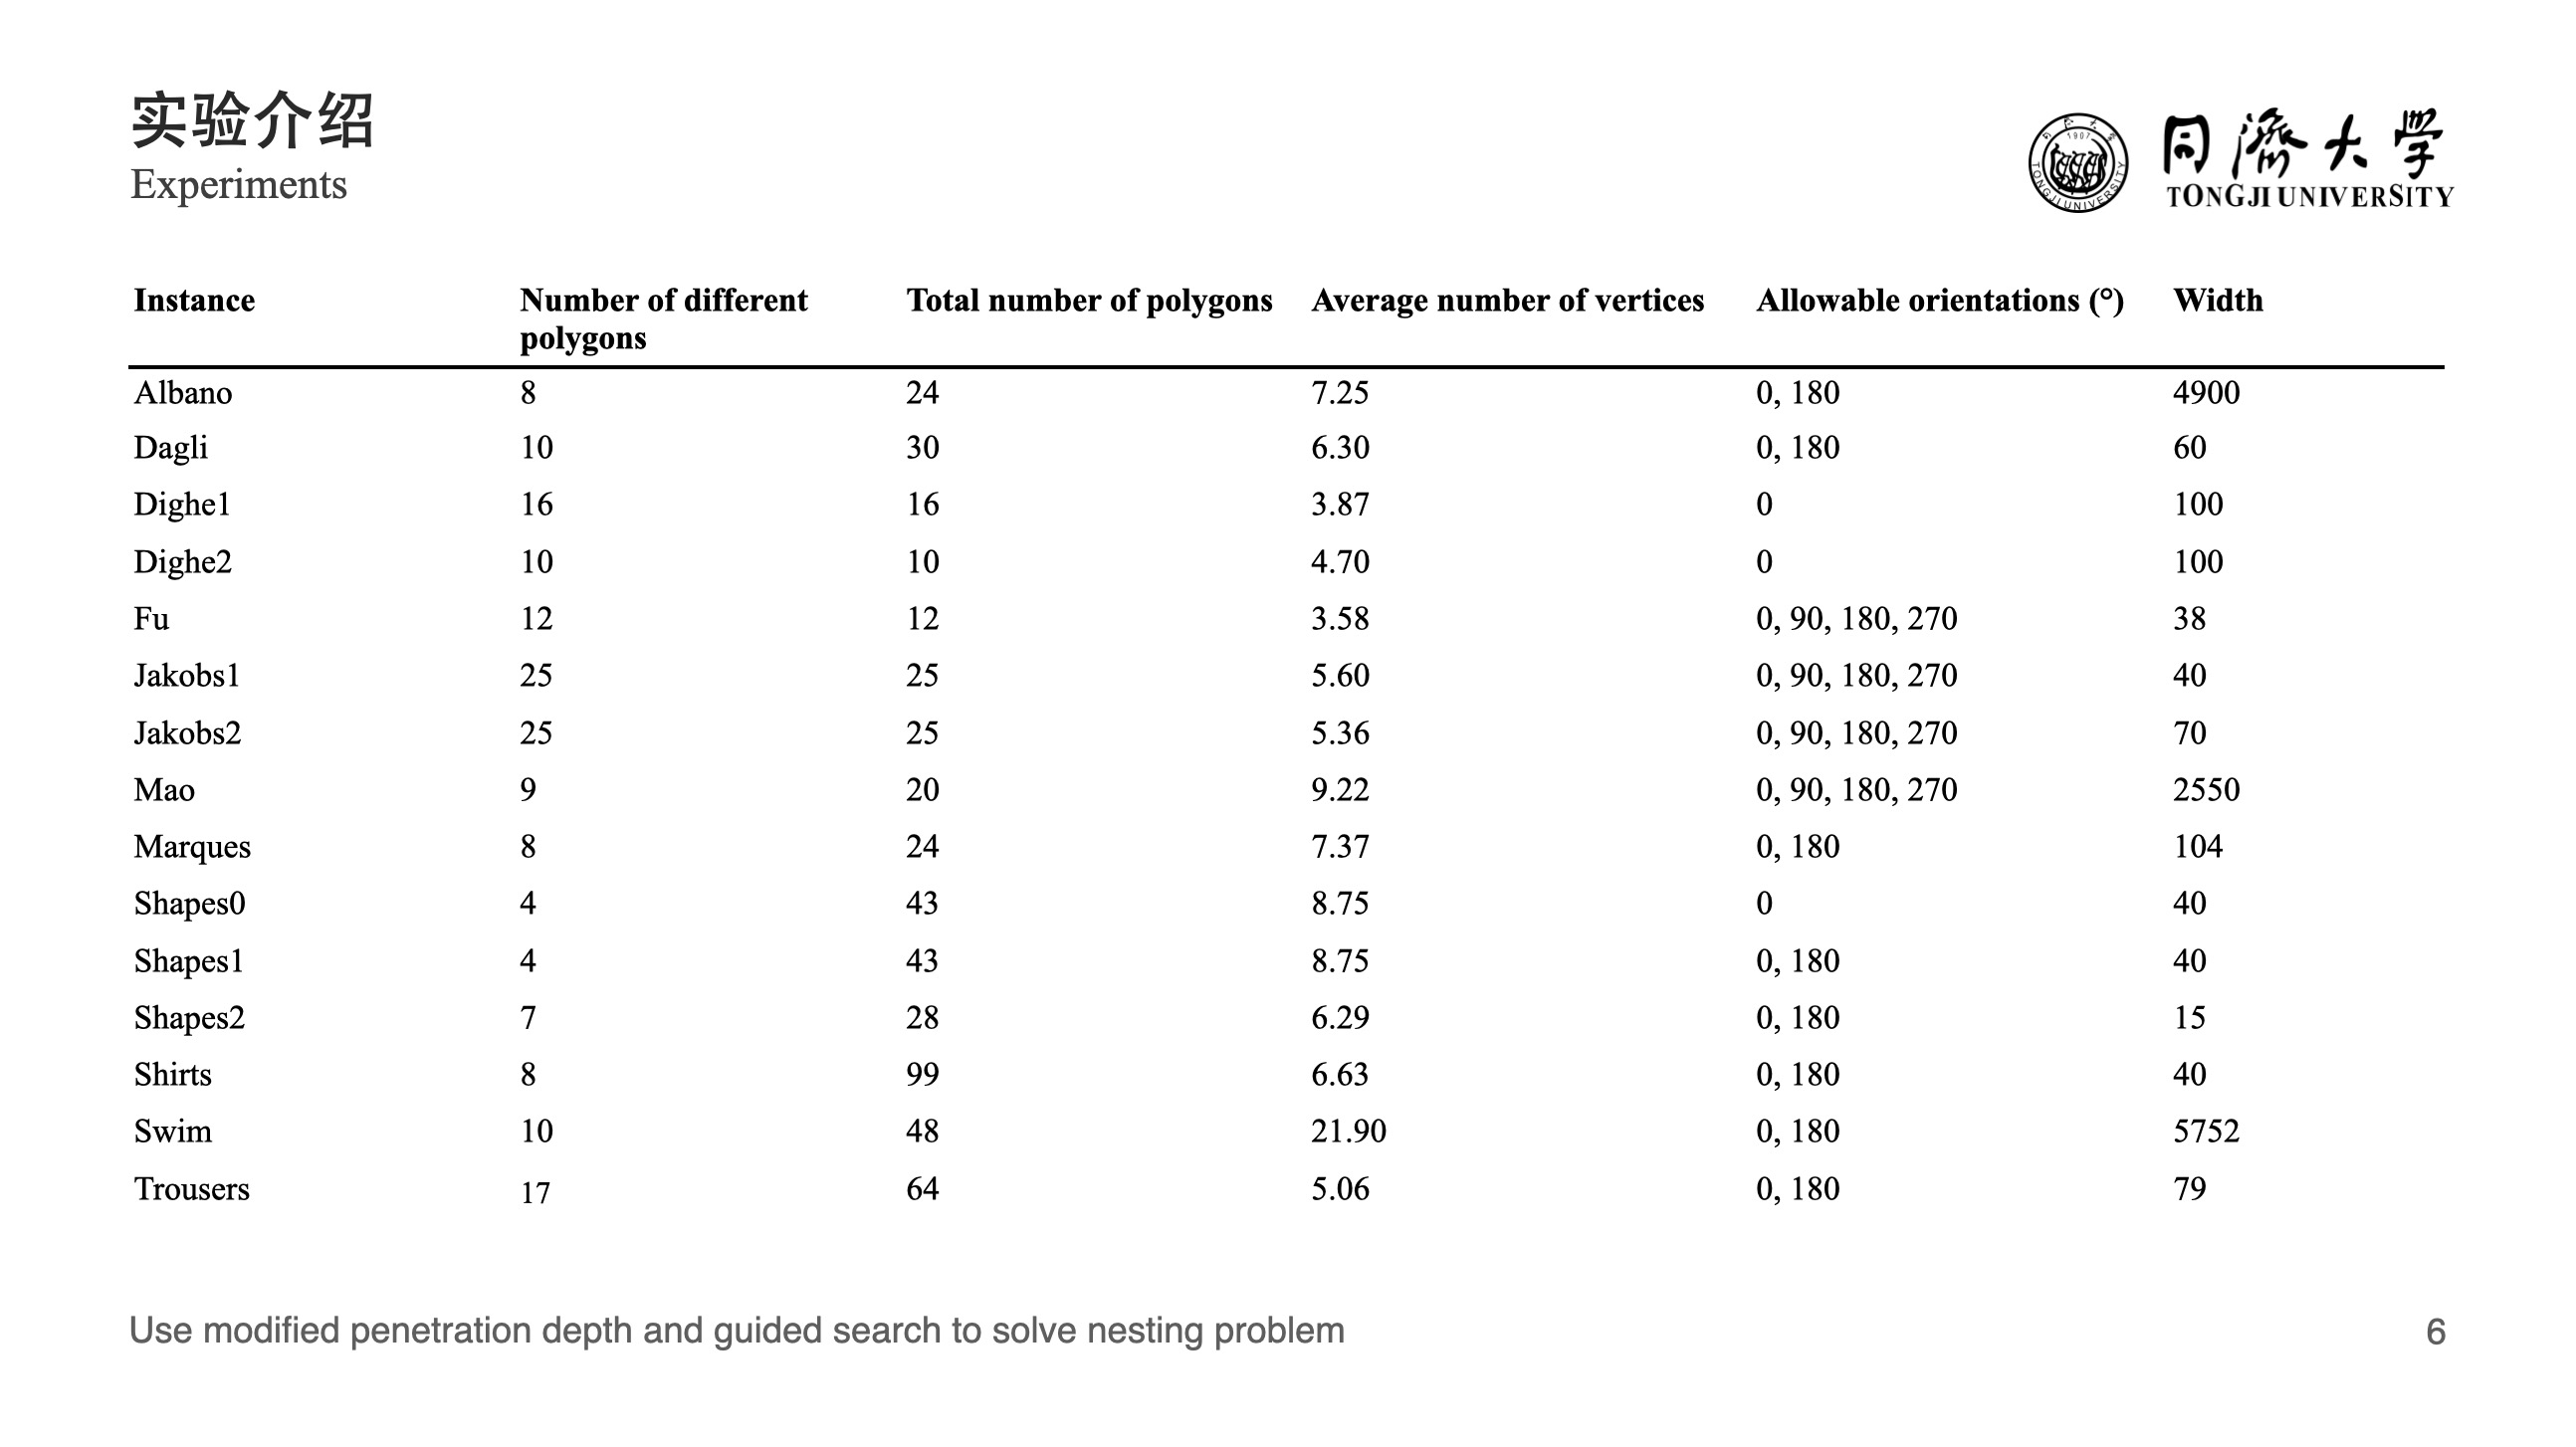 实验介绍
Experiments
同濟大学
TONGJI UNIVERSITY
1907
TONGJI UNIVERSITY
Instance Number of different polygons Total number of polygons Average number of vertices Allowable orientations (°) Width
Albano 8 24 7.25 0, 180 4900
Dagli 10 30 6.30 0, 180 60
Dighe1 16 16 3.87 0 100
Dighe2 10 10 4.70 0 100
Fu 12 12 3.58 0, 90, 180, 270 38
Jakobs1 25 25 5.60 0, 90, 180, 270 40
Jakobs2 25 25 5.36 0, 90, 180, 270 70
Mao 9 20 9.22 0, 90, 180, 270 2550
Marques 8 24 7.37 0, 180 104
Shapes0 4 43 8.75 0 40
Shapes1 4 43 8.75 0, 180 40
Shapes2 7 28 6.29 0, 180 15
Shirts 8 99 6.63 0, 180 40
Swim 10 48 21.90 0, 180 5752
Trousers 17 64 5.06 0, 180 79
Use modified penetration depth and guided search to solve nesting problem
6